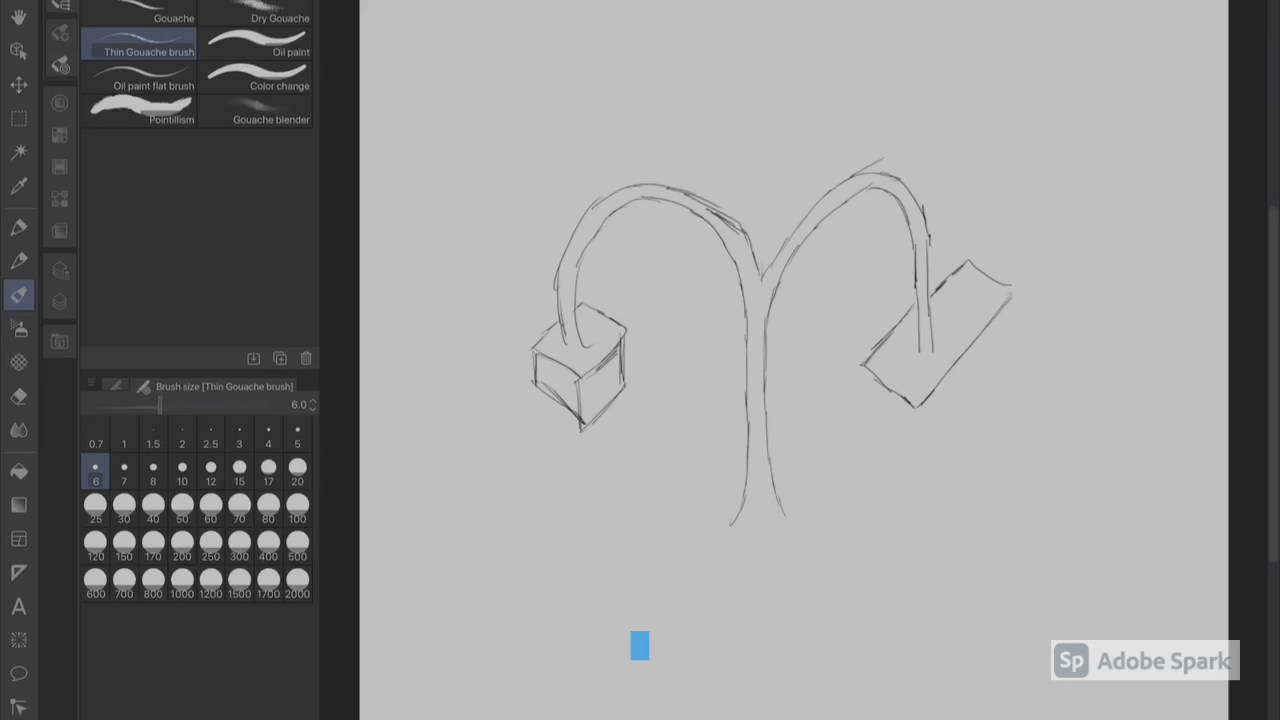 Gouache Dry Gouache
Thin Gouache brush Oil paint
Oil paint flat brush Color change
Pointillism Gouache blender
Brush size [Thin Gouache brush]
6.0
0.7 1 1.5 2 2.5 3 4 5
6 7 8 10 12 15 17 20
25 30 40 50 60 70 80 100
120 150 170 200 250 300 400 500
600 700 800 1000 1200 1500 1700 2000
A
Sp Adobe Spark